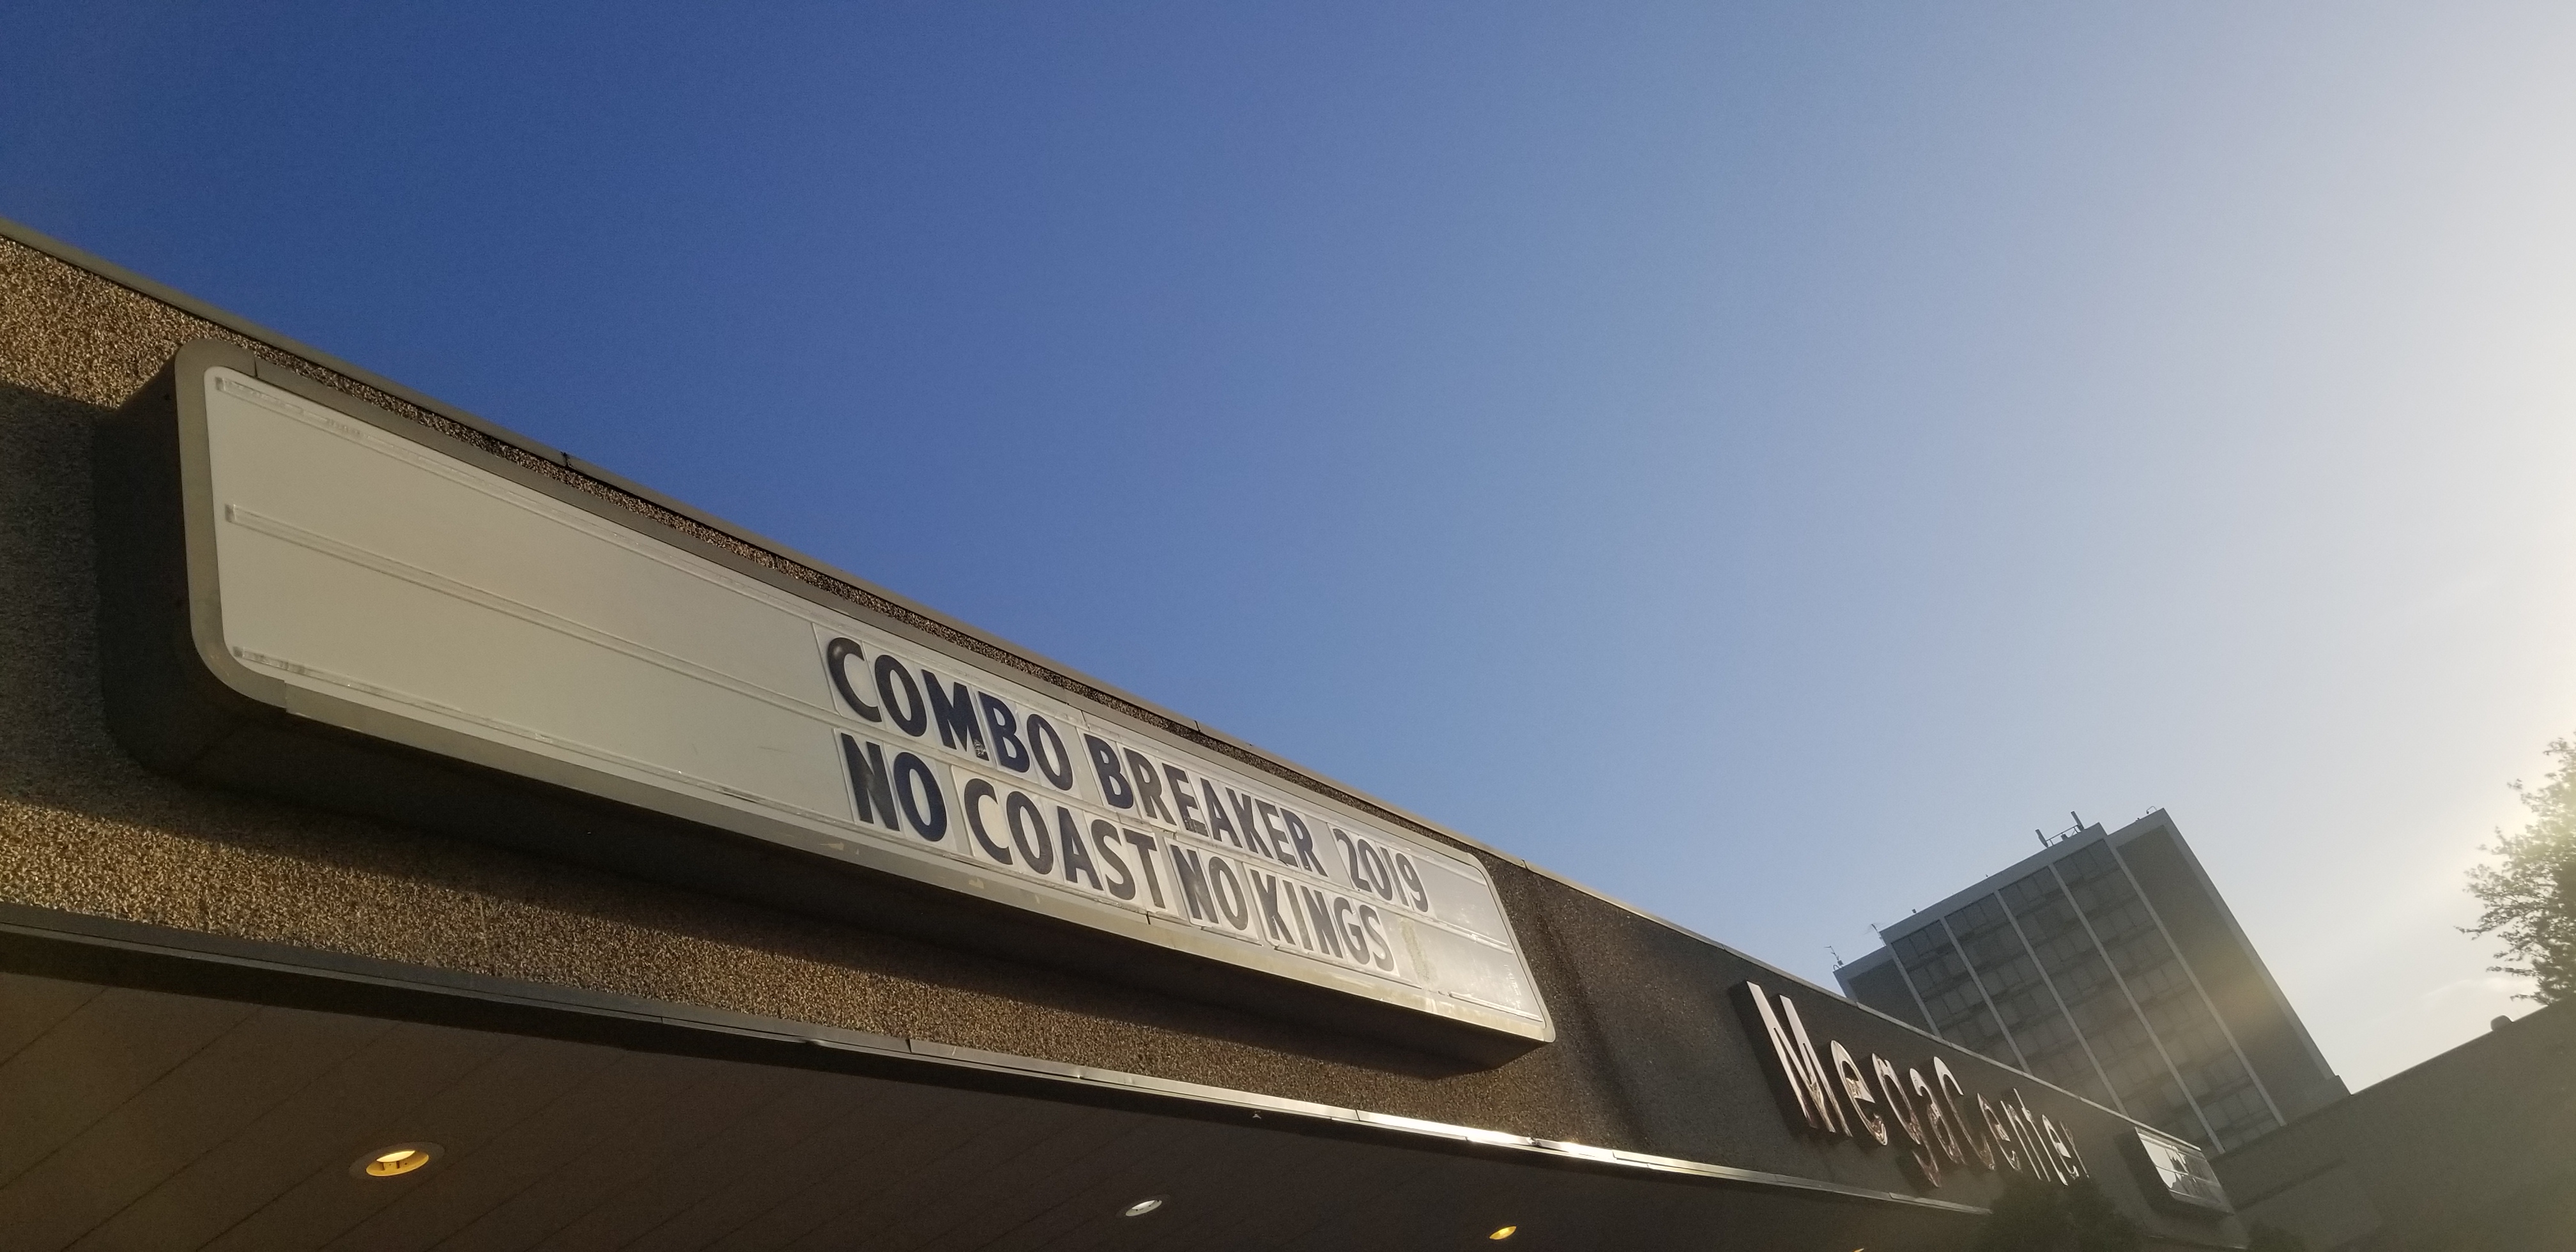 COMBO BREAKER 2019
NO COAST NO KINGS
MegaCenter